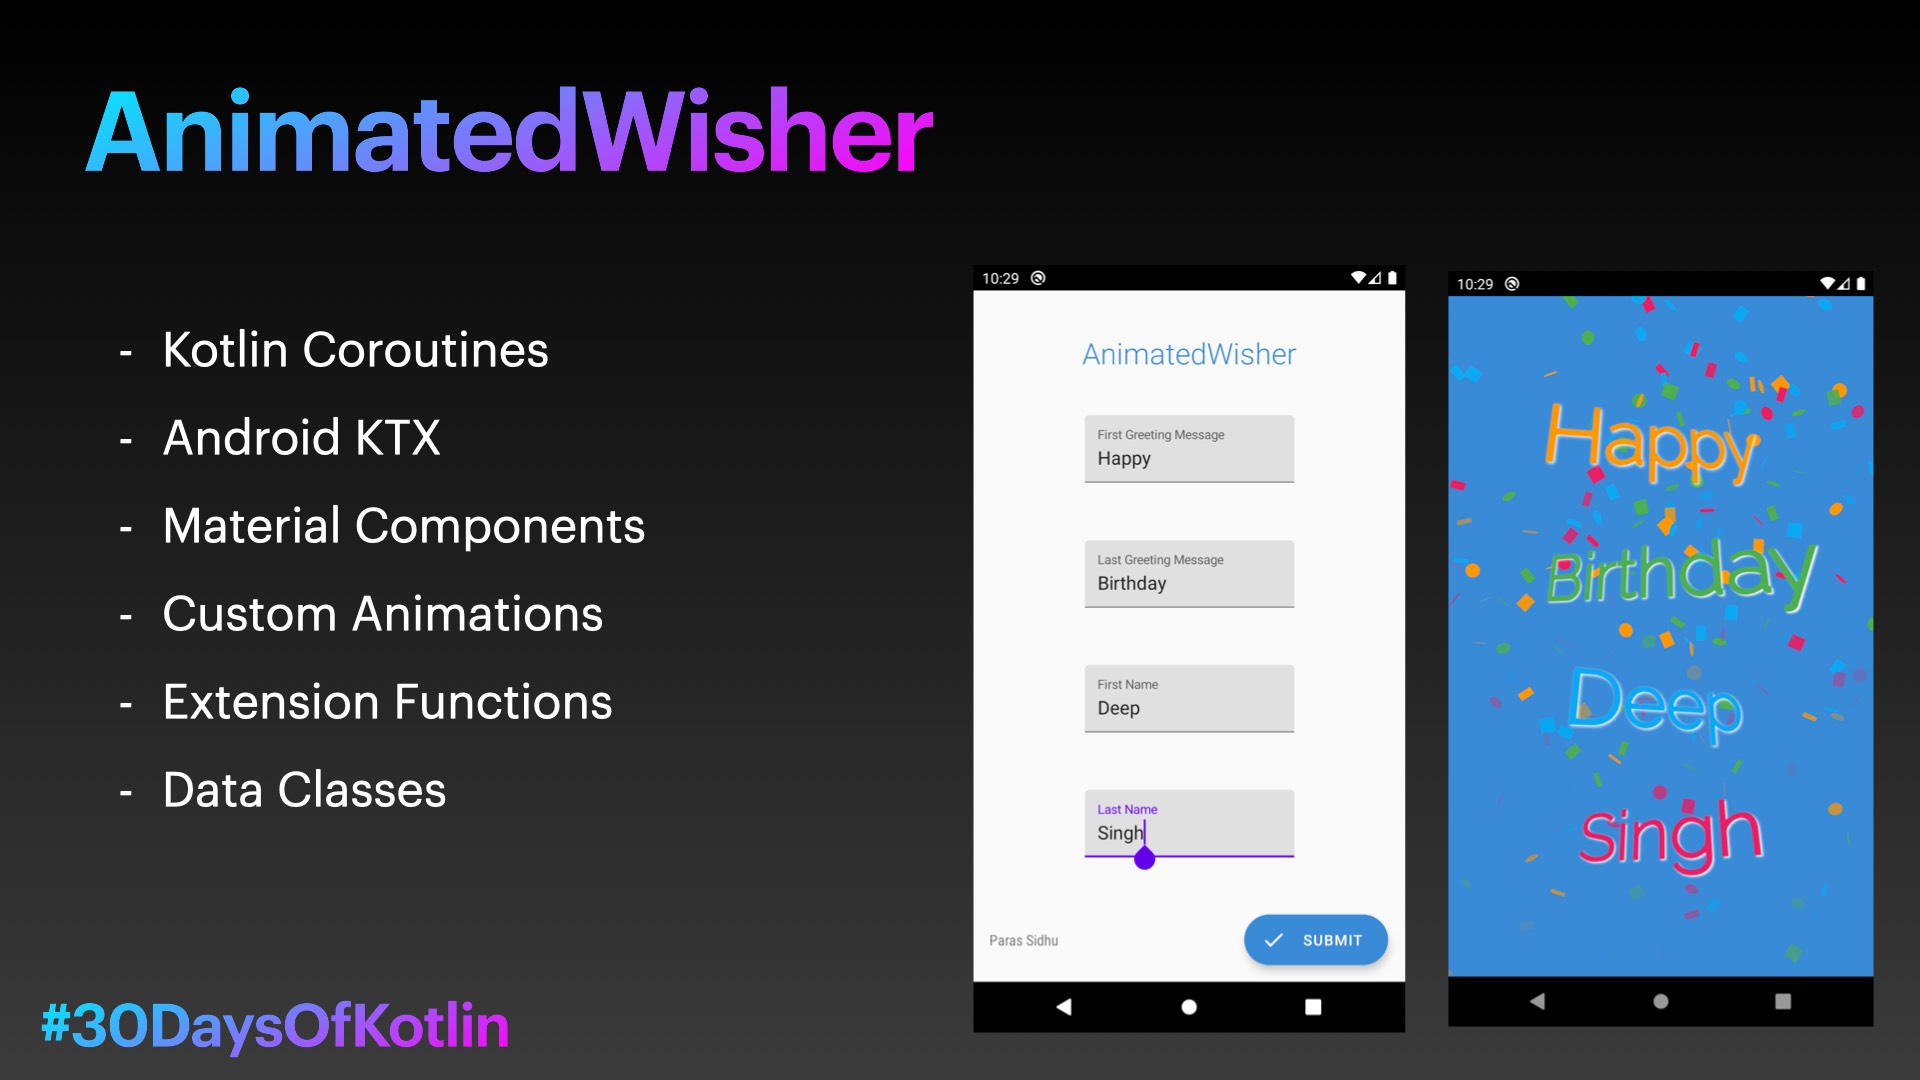 AnimatedWisher
- Kotlin Coroutines
- Android KTX
- Material Components
- Custom Animations
- Extension Functions
- Data Classes
#30DaysOfKotlin
10:29
AnimatedWisher
First Greeting Message
Happy
Last Greeting Message
Birthday
First Name
Deep
Last Name
Singh
Paras Sidhu
SUBMIT
10:29
Happy
Birthday
Deep
Singh